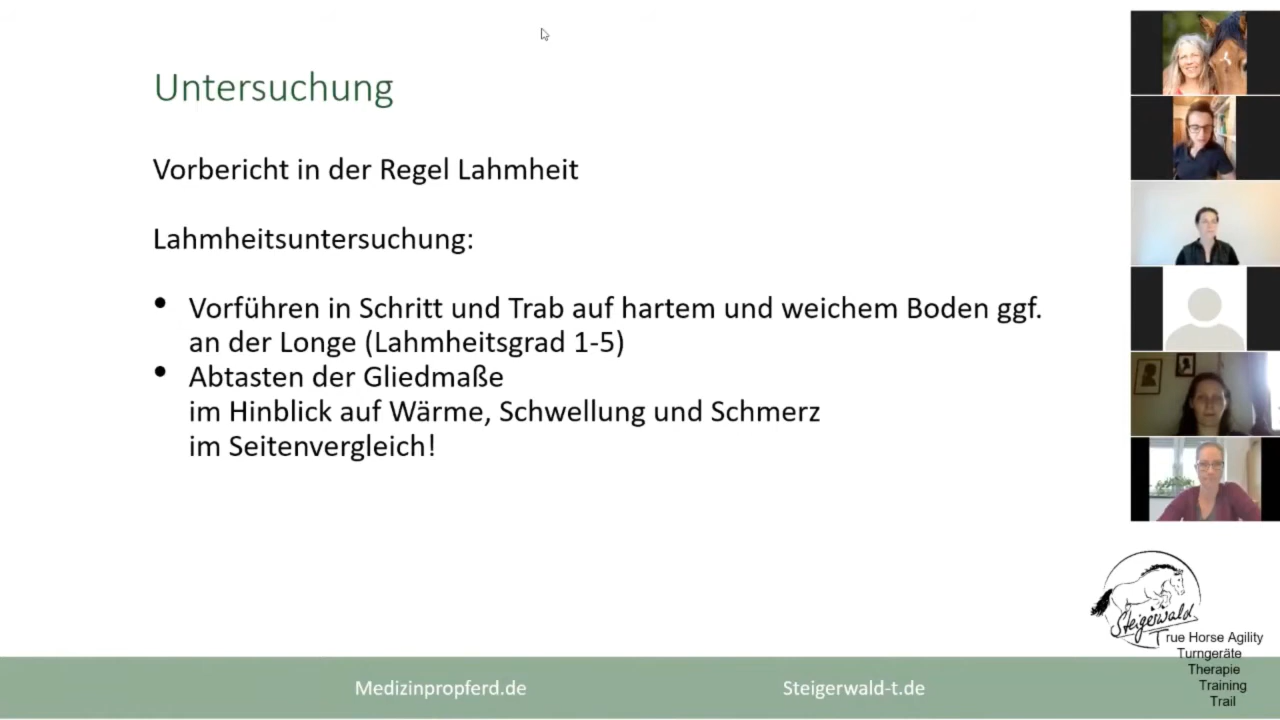 Untersuchung
Vorbericht in der Regel Lahmheit
Lahmheitsuntersuchung:
• Vorführen in Schritt und Trab auf hartem und weichem Boden ggf.
an der Longe (Lahmheitsgrad 1-5)
• Abtasten der Gliedmaße
im Hinblick auf Wärme, Schwellung und Schmerz
im Seitenvergleich!
Steigerwald
True Horse Agility
Turngeräte
Therapie
Training
Trail
Medizinpropferd.de
Steigerwald-t.de